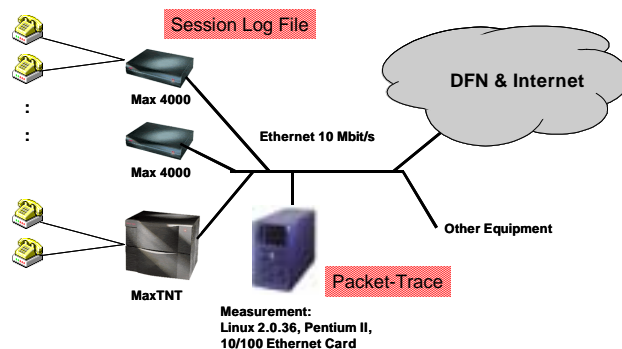 Session Log File
Max 4000
DFN & Internet
:
:
Ethernet 10 Mbit/s
Max 4000
Other Equipment
MaxTNT
Packet-Trace
Measurement:
Linux 2.0.36, Pentium II,
10/100 Ethernet Card